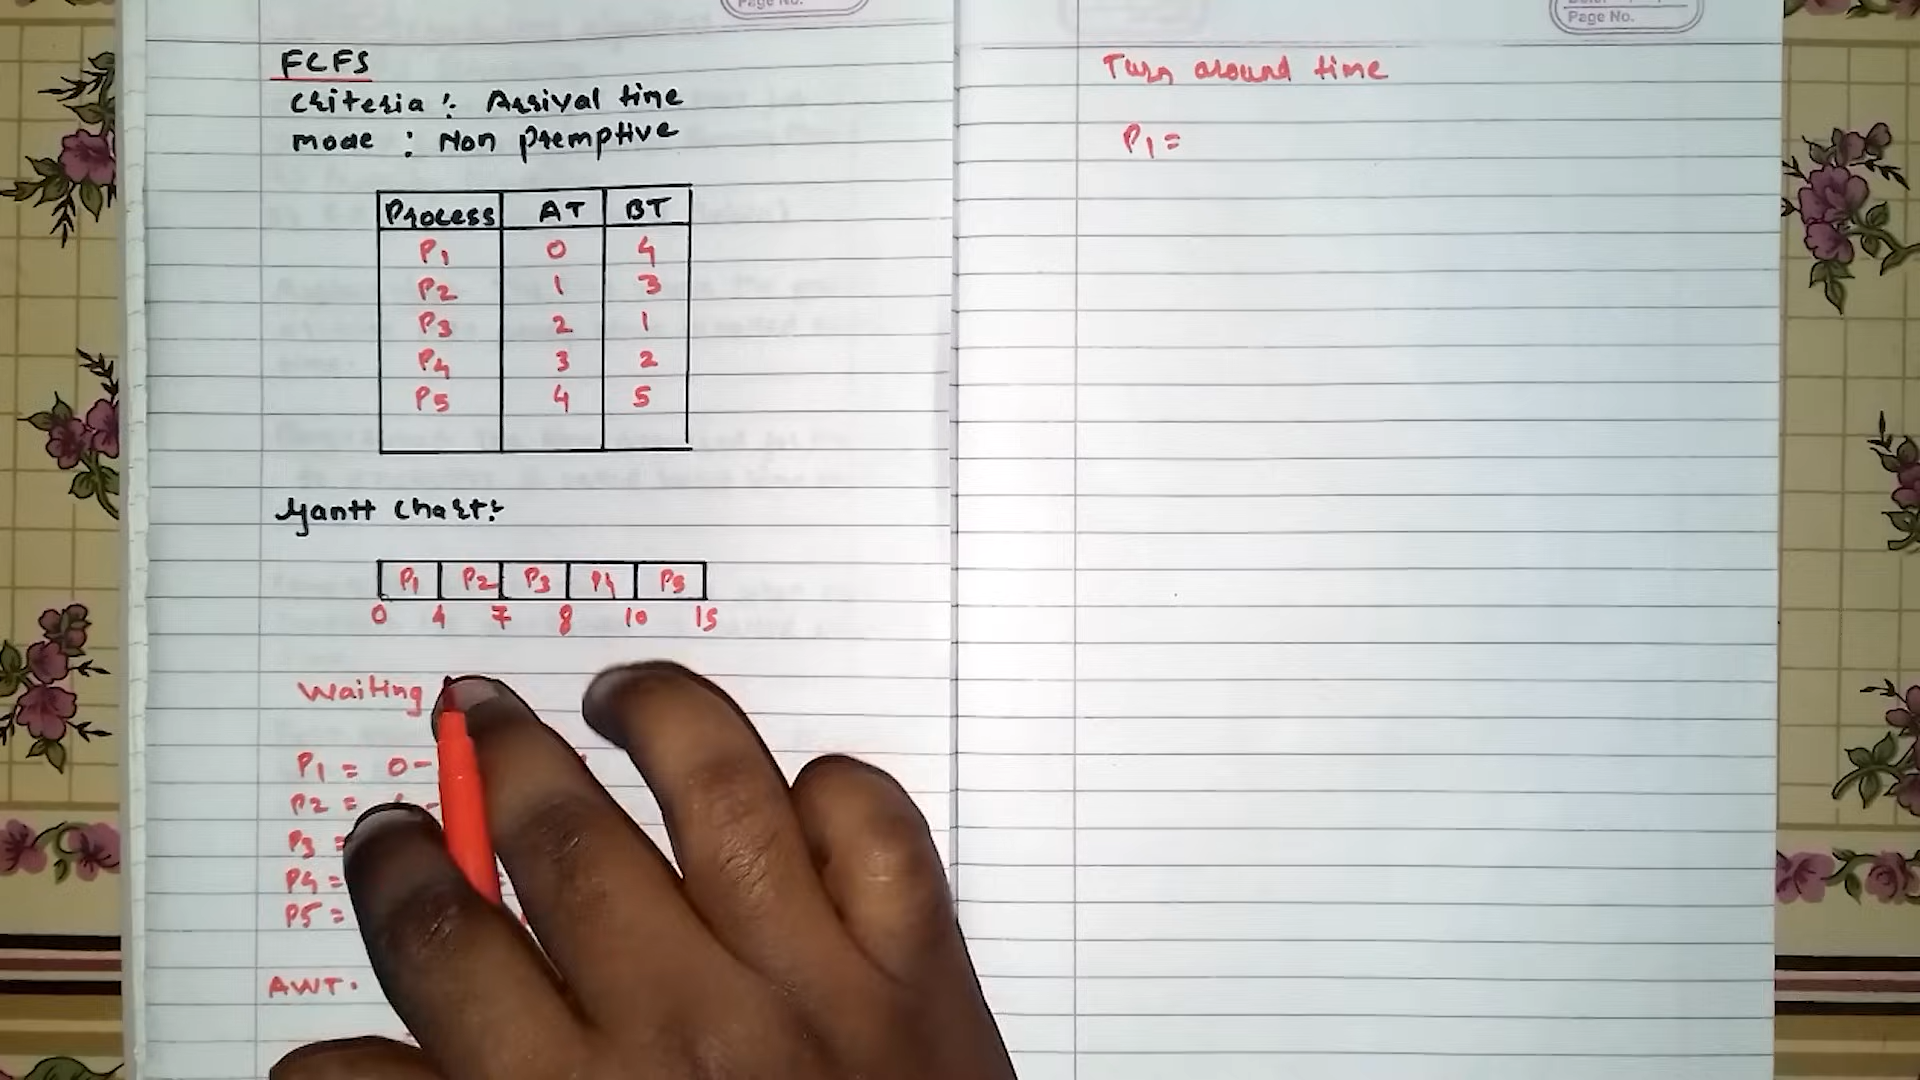 Page No.
FCFS
Criteria : Arrival time
mode : Non Premptive
Process AT BT
P1 0 4
P2 1 3
P3 2 1
P4 3 2
P5 4 5
Gantt Chart:
P1 P2 P3 P4 P5
0 4 7 8 10 15
Waiting
P1 = 0-
P2 =
P3 =
P4 =
P5 =
AWT.
Page No.
Turn around time
P1 =